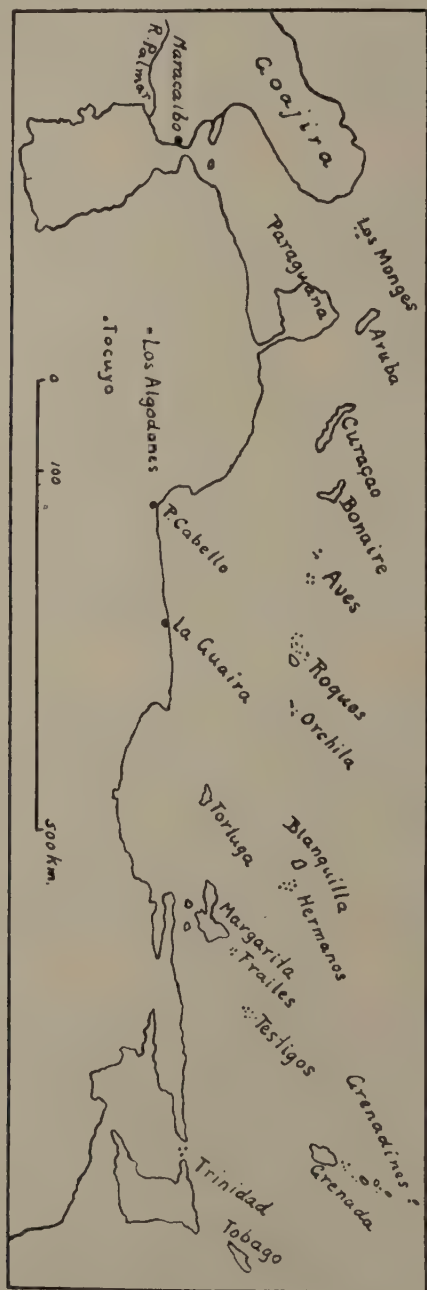 Goajira
Los Monges
Aruba
Paraguana
Curaçao
Bonaire
Aves
Roques
Orchila
Blanquilla
Hermanos
Tortuga
Margarita
Frailes
Testigos
Grenadines
Grenada
Tobago
Trinidad
Maracaibo
R. Palmar
P. Cabello
La Guaira
Los Algodones
Tocuyo
0
100
500 km.